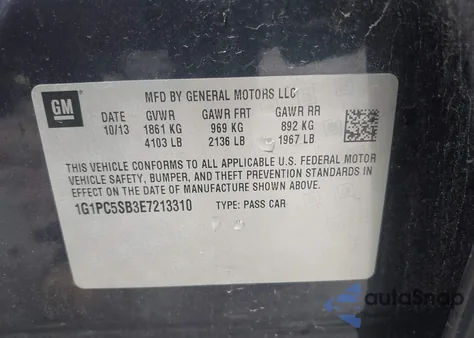 GM
MFD BY GENERAL MOTORS LLC
DATE GVWR GAWR FRT GAWR RR
10/13 1861 KG 969 KG 892 KG
4103 LB 2136 LB 1967 LB
THIS VEHICLE CONFORMS TO ALL APPLICABLE U.S. FEDERAL MOTOR
VEHICLE SAFETY, BUMPER, AND THEFT PREVENTION STANDARDS IN
EFFECT ON THE DATE OF MANUFACTURE SHOWN ABOVE.
1G1PC5SB3E7213310 TYPE: PASS CAR
autoSnap